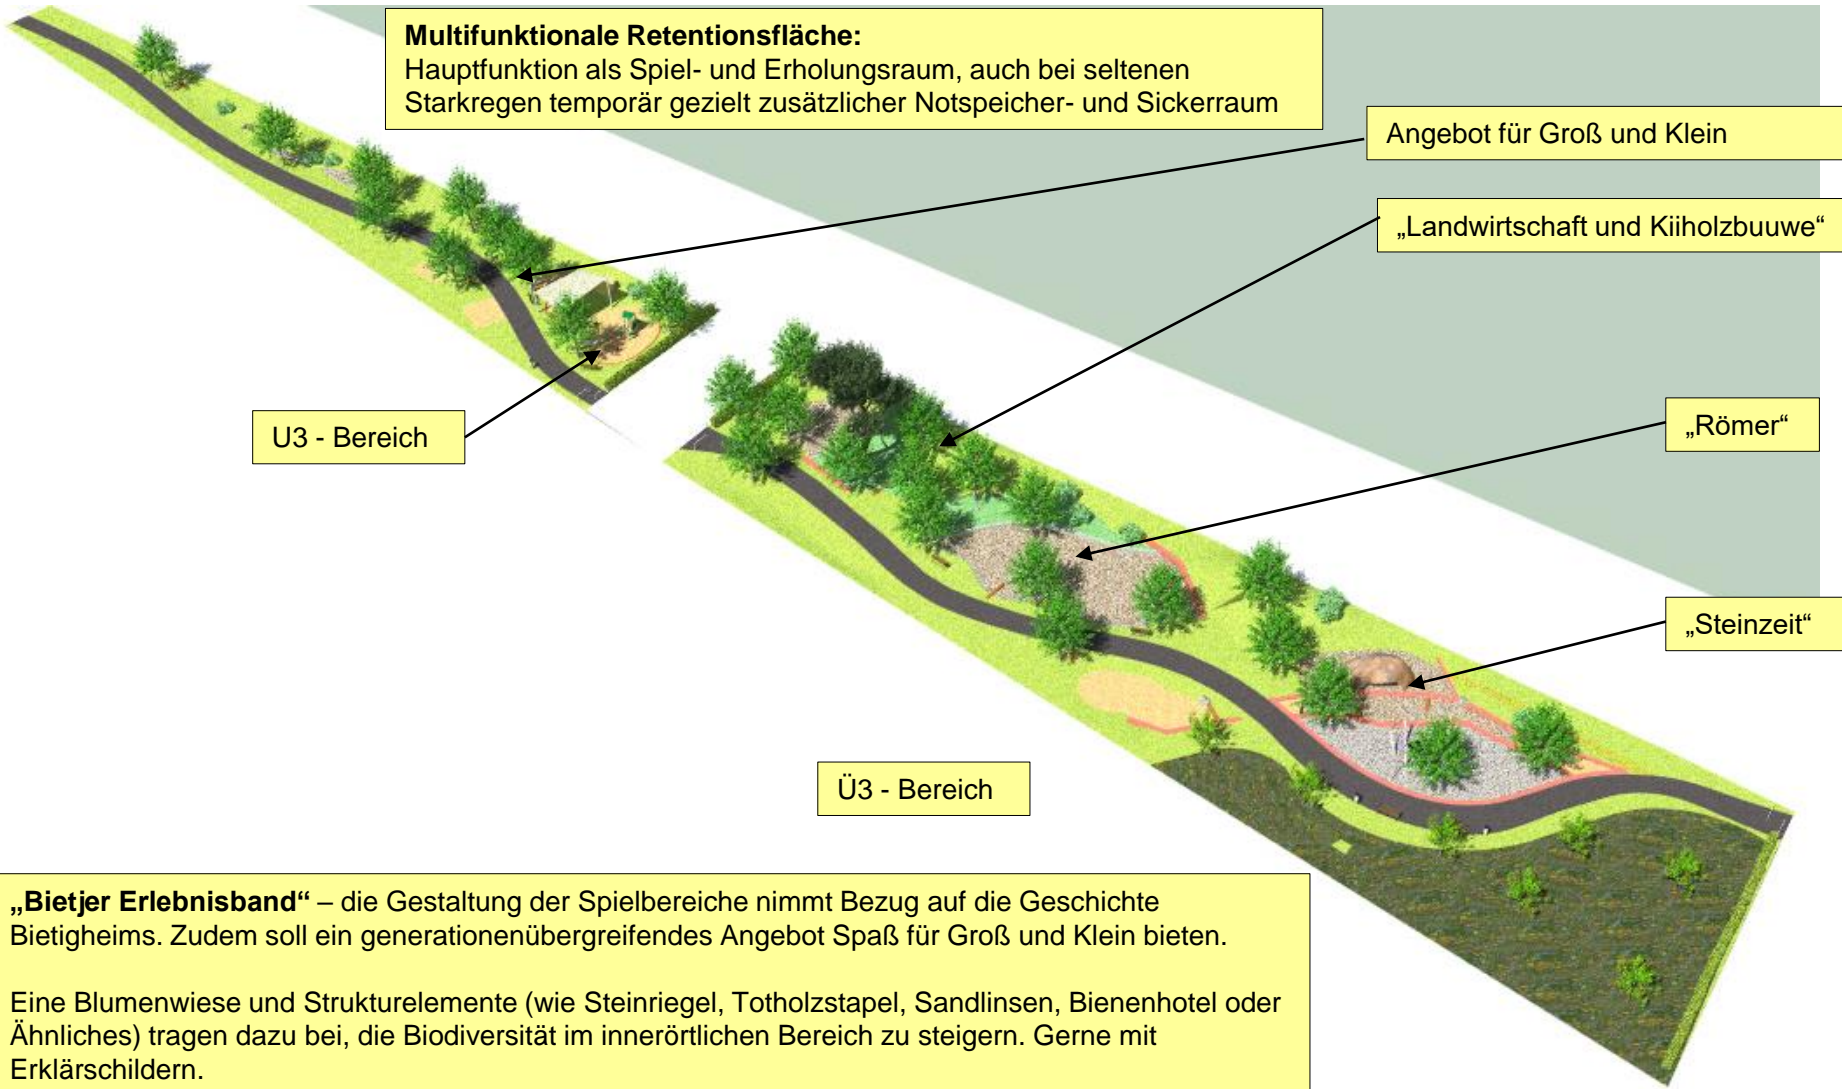 Multifunktionale Retentionsfläche:
Hauptfunktion als Spiel- und Erholungsraum, auch bei seltenen
Starkregen temporär gezielt zusätzlicher Notspeicher- und Sickerraum
Angebot für Groß und Klein
„Landwirtschaft und Kiiholzbuuwe“
U3 - Bereich
„Römer“
„Steinzeit“
Ü3 - Bereich
„Bietjer Erlebnisband“ – die Gestaltung der Spielbereiche nimmt Bezug auf die Geschichte
Bietigheims. Zudem soll ein generationenübergreifendes Angebot Spaß für Groß und Klein bieten.
Eine Blumenwiese und Strukturelemente (wie Steinriegel, Totholzstapel, Sandlinsen, Bienenhotel oder
Ähnliches) tragen dazu bei, die Biodiversität im innerörtlichen Bereich zu steigern. Gerne mit
Erklärschildern.